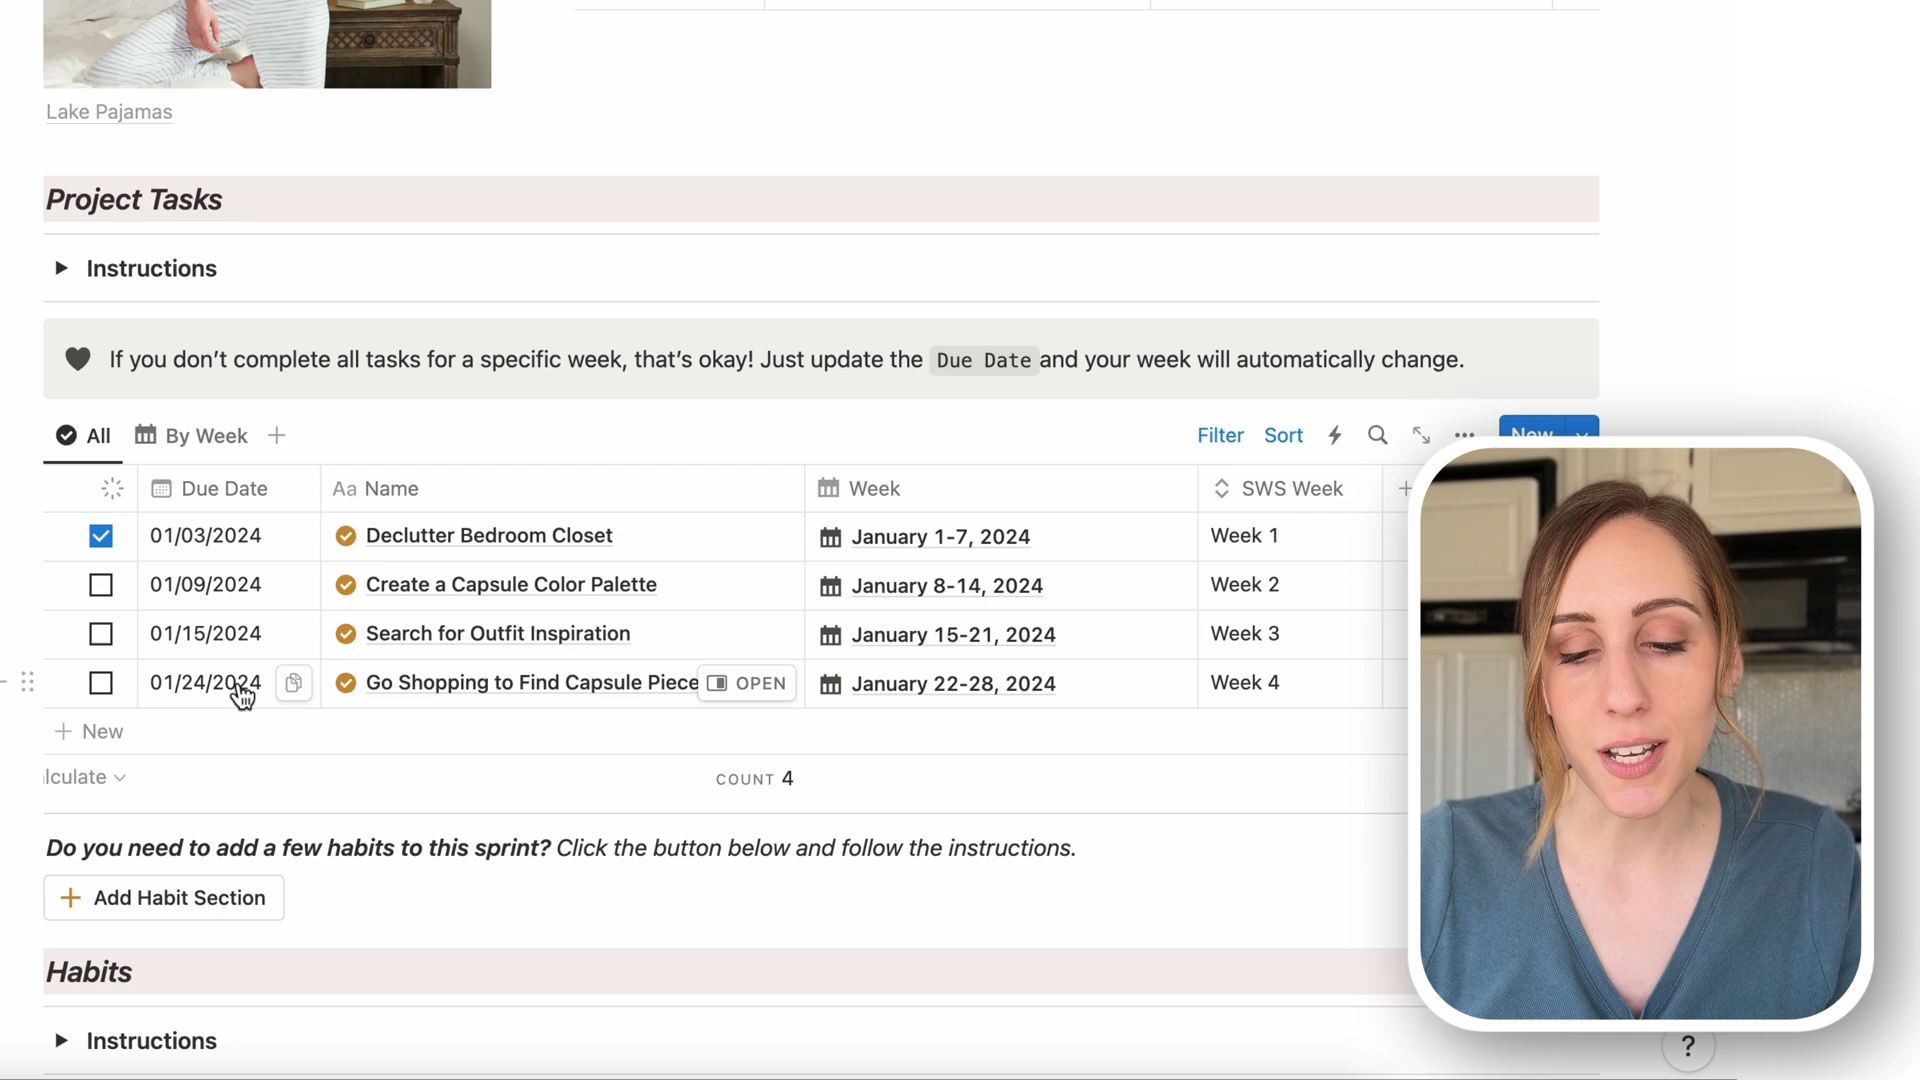 Lake Pajamas
Project Tasks
Instructions
If you don't complete all tasks for a specific week, that's okay! Just update the Due Date and your week will automatically change.
All By Week Filter Sort New
Due Date Aa Name Week SWS Week
01/03/2024 Declutter Bedroom Closet January 1-7, 2024 Week 1
01/09/2024 Create a Capsule Color Palette January 8-14, 2024 Week 2
01/15/2024 Search for Outfit Inspiration January 15-21, 2024 Week 3
01/24/2024 Go Shopping to Find Capsule Piece OPEN January 22-28, 2024 Week 4
+ New
lculate COUNT 4
Do you need to add a few habits to this sprint? Click the button below and follow the instructions.
+ Add Habit Section
Habits
Instructions
?